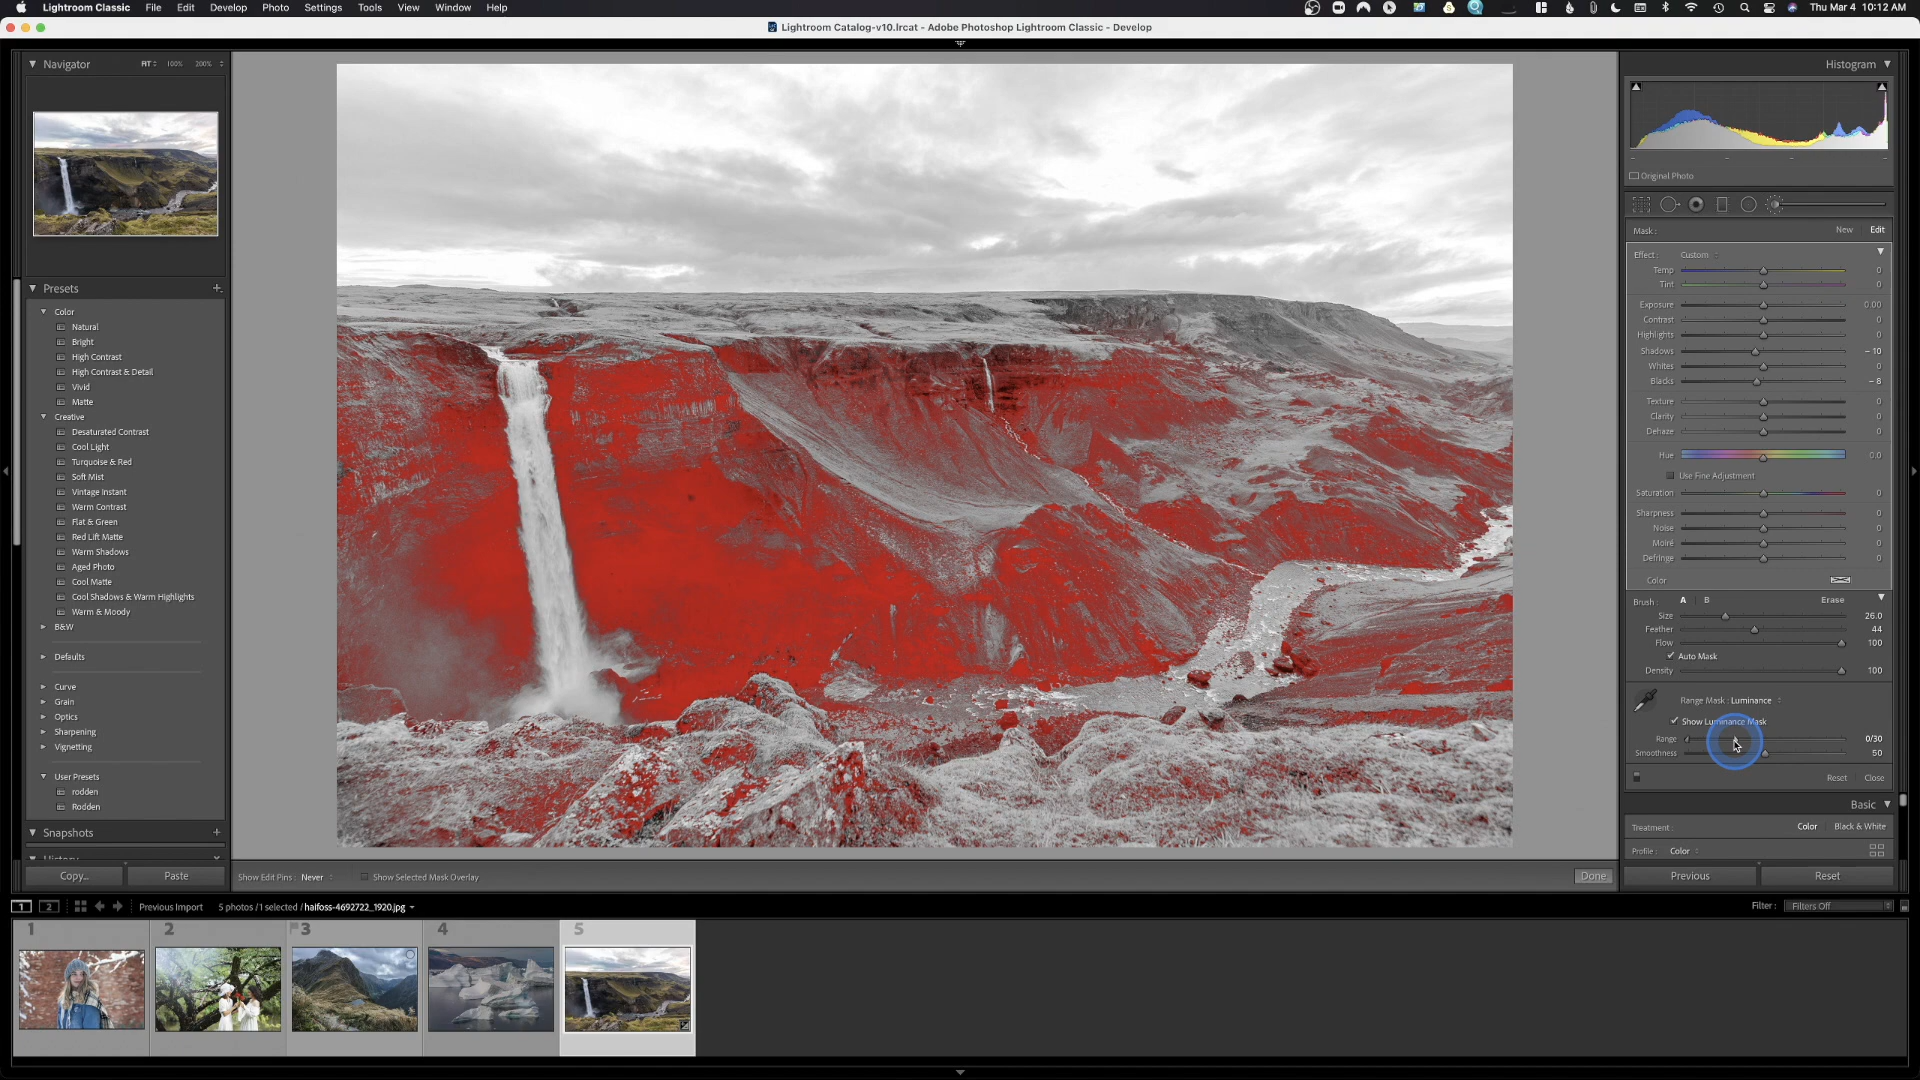 Lightroom Classic File Edit Develop Photo Settings Tools View Window Help Thu Mar 4 10:12 AM
Lightroom Catalog-v10.lrcat - Adobe Photoshop Lightroom Classic - Develop
Navigator FIT 100% 200%
Presets +
Color
Natural
Bright
High Contrast
High Contrast & Detail
Vivid
Matte
Creative
Desaturated Contrast
Cool Light
Turquoise & Red
Soft Mist
Vintage Instant
Warm Contrast
Flat & Green
Red Lift Matte
Warm Shadows
Aged Photo
Cool Matte
Cool Shadows & Warm Highlights
Warm & Moody
B&W
Defaults
Curve
Grain
Optics
Sharpening
Vignetting
User Presets
rodden
Rodden
Snapshots +
History
Copy... Paste
Show Edit Pins : Never Show Selected Mask Overlay Done
Histogram
Original Photo
Mask : New Edit
Effect : Custom
Temp 0
Tint 0
Exposure 0.00
Contrast 0
Highlights 0
Shadows – 10
Whites 0
Blacks – 8
Texture 0
Clarity 0
Dehaze 0
Hue 0.0
Use Fine Adjustment
Saturation 0
Sharpness 0
Noise 0
Moiré 0
Defringe 0
Color
Brush : A B Erase
Size 26.0
Feather 44
Flow 100
Auto Mask
Density 100
Range Mask : Luminance
Show Luminance Mask
Range 0/30
Smoothness 50
Reset Close
Basic
Treatment : Color Black & White
Profile : Color
Previous Reset
1 2 Previous Import 5 photos / 1 selected / haifoss-4692722_1920.jpg Filter : Filters Off
1 2 3 4 5